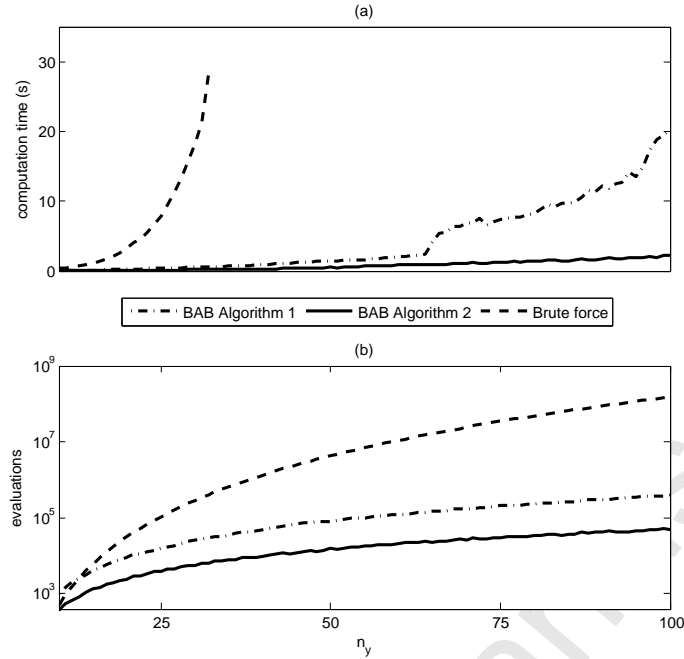 (a)
30
20
10
0
computation time (s)
BAB Algorithm 1 BAB Algorithm 2 Brute force
(b)
10^9
10^7
10^5
10^3
evaluations
25 50 75 100
n_y